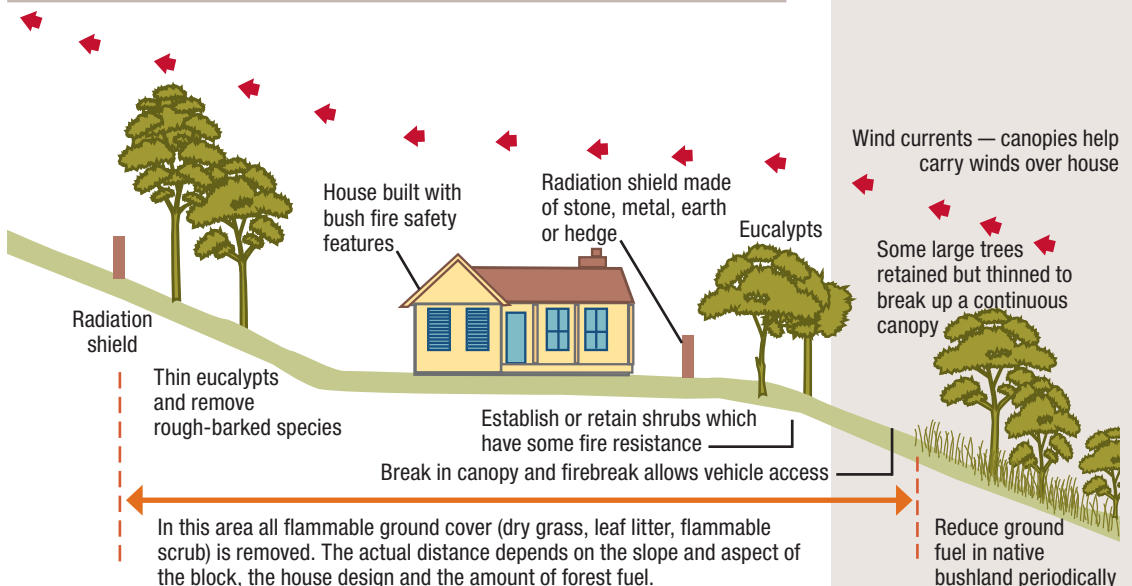 Wind currents — canopies help
carry winds over house
House built with
bush fire safety
features
Radiation shield made
of stone, metal, earth
or hedge
Eucalypts
Some large trees
retained but thinned to
break up a continuous
canopy
Radiation
shield
Thin eucalypts
and remove
rough-barked species
Establish or retain shrubs which
have some fire resistance
Break in canopy and firebreak allows vehicle access
In this area all flammable ground cover (dry grass, leaf litter, flammable
scrub) is removed. The actual distance depends on the slope and aspect of
the block, the house design and the amount of forest fuel.
Reduce ground
fuel in native
bushland periodically